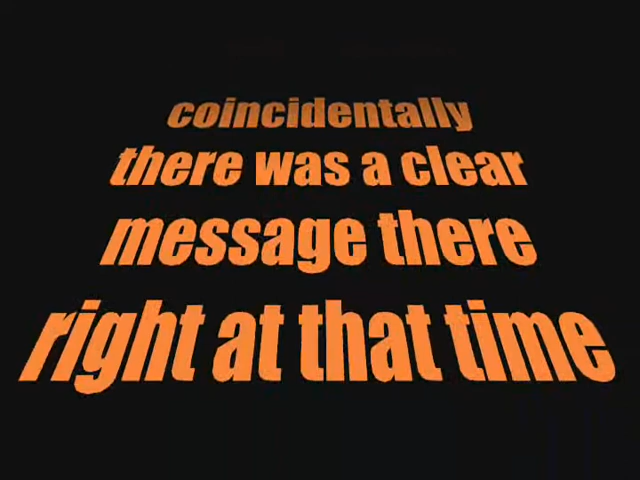 coincidentally
there was a clear
message there
right at that time